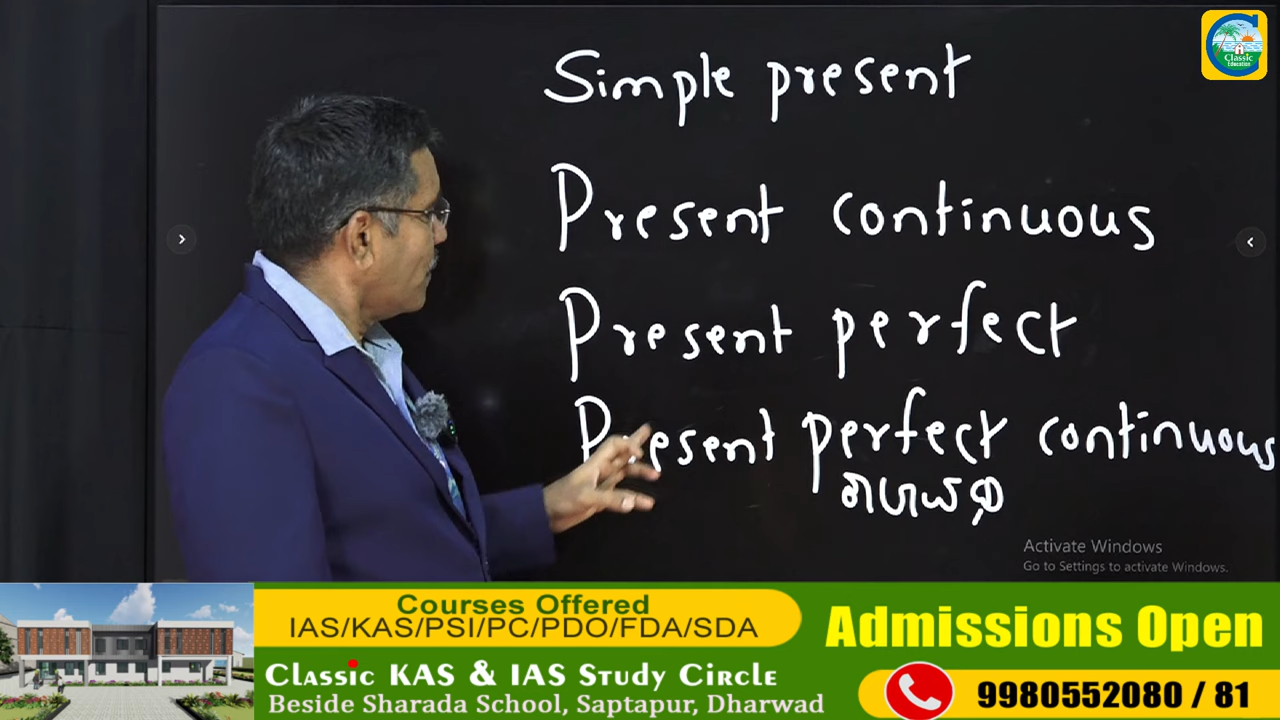 Simple present
Present continuous
Present perfect
Present perfect continuous
Classic
Education
Activate Windows
Go to Settings to activate Windows.
Courses Offered
IAS/KAS/PSI/PC/PDO/FDA/SDA
Classic KAS & IAS Study Circle
Beside Sharada School, Saptapur, Dharwad
Admissions Open
9980552080 / 81